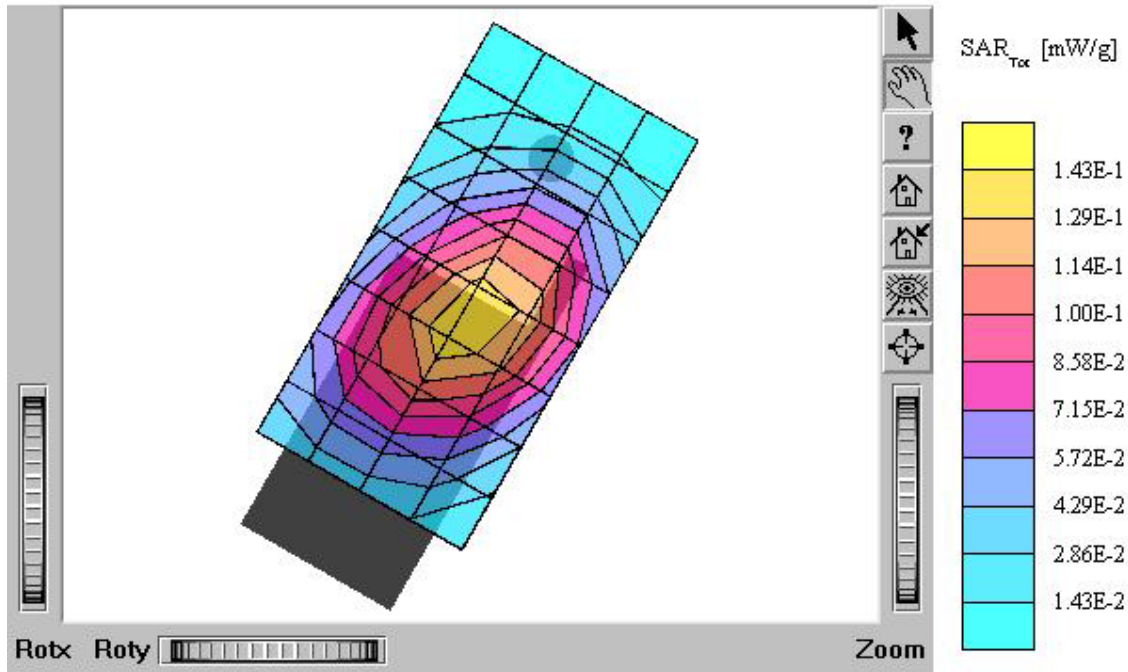 SAR_Tot [mW/g]
?
1.43E-1
1.29E-1
1.14E-1
1.00E-1
8.58E-2
7.15E-2
5.72E-2
4.29E-2
2.86E-2
1.43E-2
Rotx Roty Zoom